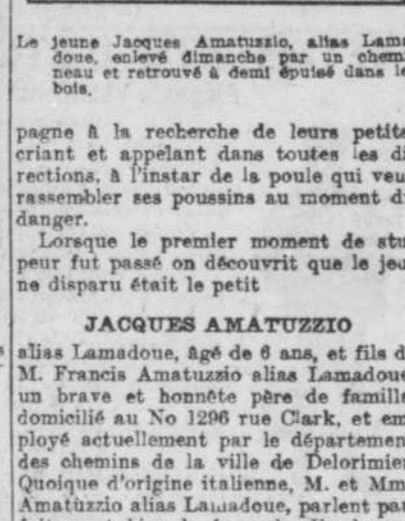 Le jeune Jacques Amatuzzio, alias Lama
doue, enlevé dimanche par un chemi
neau et retrouvé à demi épuisé dans le
bois.
pagne à la recherche de leurs petits
criant et appelant dans toutes les di
rections, à l'instar de la poule qui veu
rassembler ses poussins au moment d
danger.
Lorsque le premier moment de stu
peur fut passé on découvrit que le jeu
ne disparu était le petit
JACQUES AMATUZZIO
alias Lamadoue, âgé de 6 ans, et fils d
M. Francis Amatuzzio alias Lamadoue
un brave et honnête père de famille
domicilié au No 1296 rue Clark, et em
ployé actuellement par le département
des chemins de la ville de Delorimier
Quoique d'origine italienne, M. et Mm
Amatuzzio alias Lamadoue, parlent par